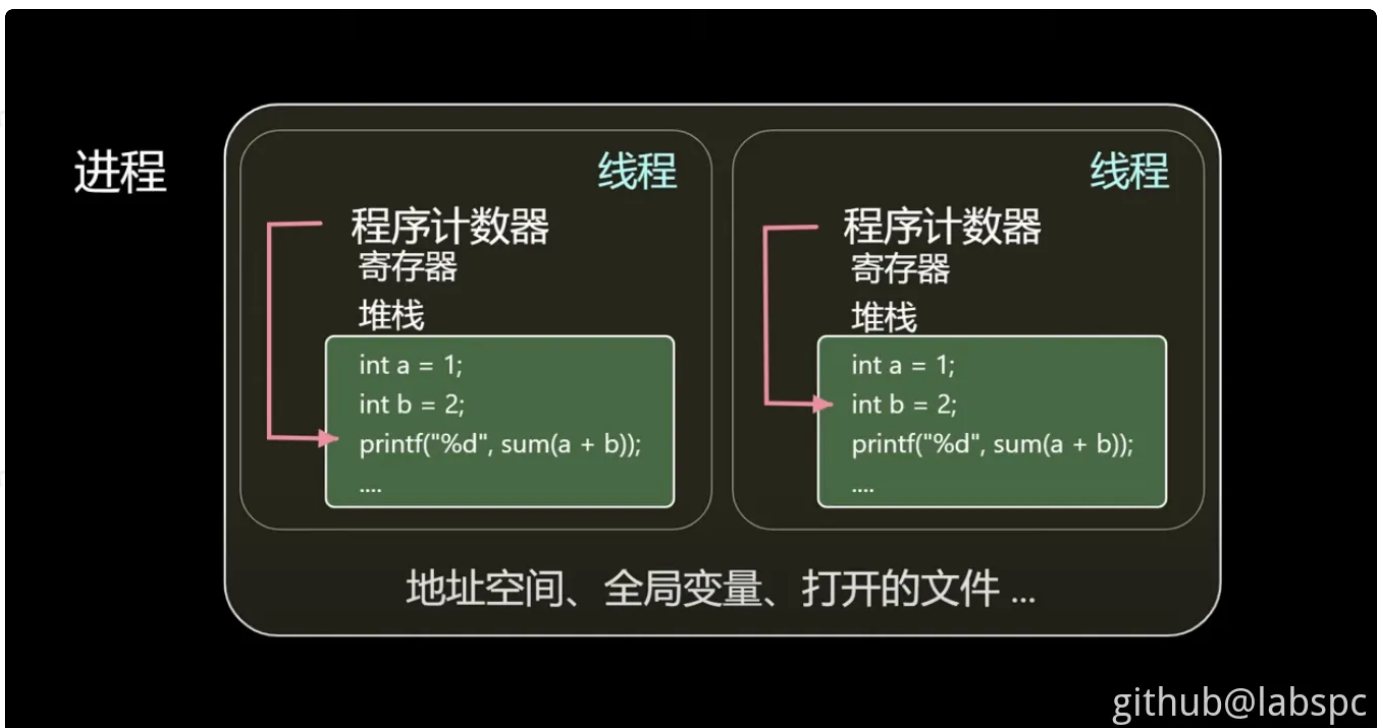 进程
线程
程序计数器
寄存器
堆栈
int a = 1;
int b = 2;
printf("%d", sum(a + b));
....
线程
程序计数器
寄存器
堆栈
int a = 1;
int b = 2;
printf("%d", sum(a + b));
....
地址空间、全局变量、打开的文件 ...
github@labspc